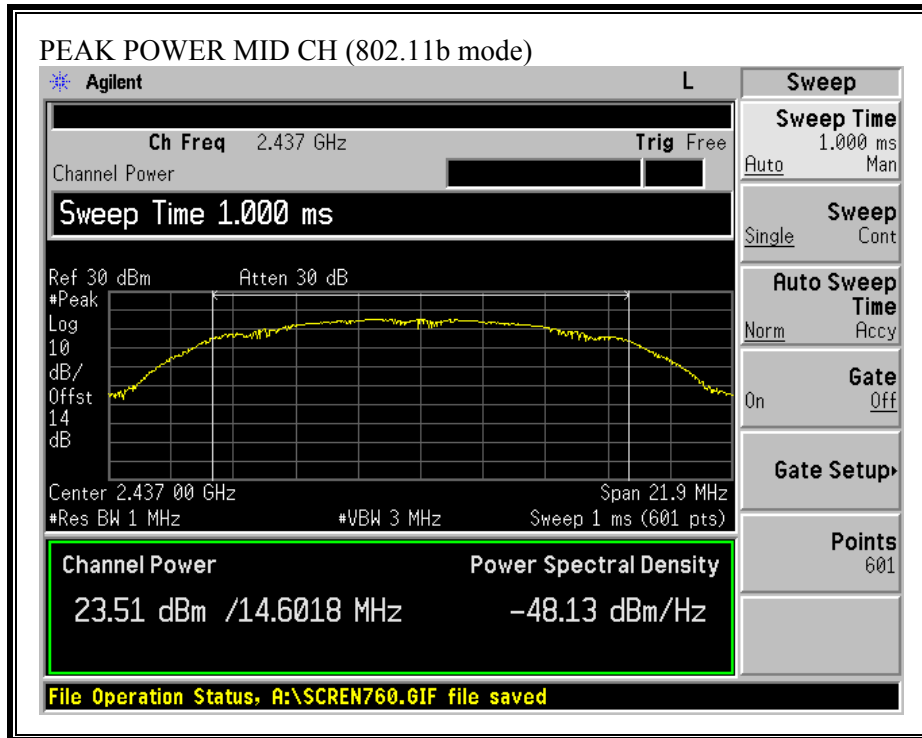 PEAK POWER MID CH (802.11b mode)
Agilent L
Ch Freq 2.437 GHz Trig Free
Channel Power
Sweep Time 1.000 ms
Ref 30 dBm Atten 30 dB
#Peak
Log
10
dB/
Offst
14
dB
Center 2.437 00 GHz Span 21.9 MHz
#Res BW 1 MHz #VBW 3 MHz Sweep 1 ms (601 pts)
Channel Power Power Spectral Density
23.51 dBm /14.6018 MHz -48.13 dBm/Hz
File Operation Status, A:\SCREN760.GIF file saved
Sweep
Sweep Time
1.000 ms
Auto Man
Sweep
Single Cont
Auto Sweep
Time
Norm Accy
Gate
On Off
Gate Setup
Points
601